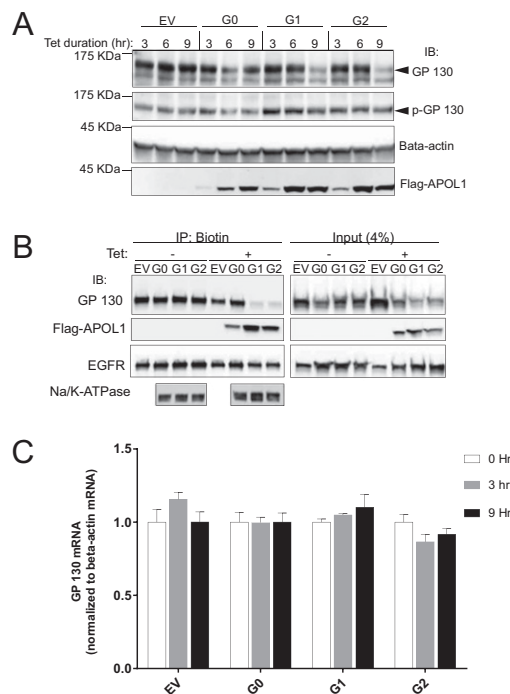 A
EV G0 G1 G2
Tet duration (hr): 3 6 9 3 6 9 3 6 9 3 6 9 IB:
175 KDa
GP 130
175 KDa
p-GP 130
45 KDa
Bata-actin
45 KDa
Flag-APOL1
B
IP: Biotin Input (4%)
Tet: - + - +
IB: EV G0 G1 G2 EV G0 G1 G2 EV G0 G1 G2 EV G0 G1 G2
GP 130
Flag-APOL1
EGFR
Na/K-ATPase
C
GP 130 mRNA
(normalized to beta-actin mRNA)
1.5
1.0
0.5
0.0
EV G0 G1 G2
0 Hr
3 hr
9 Hr